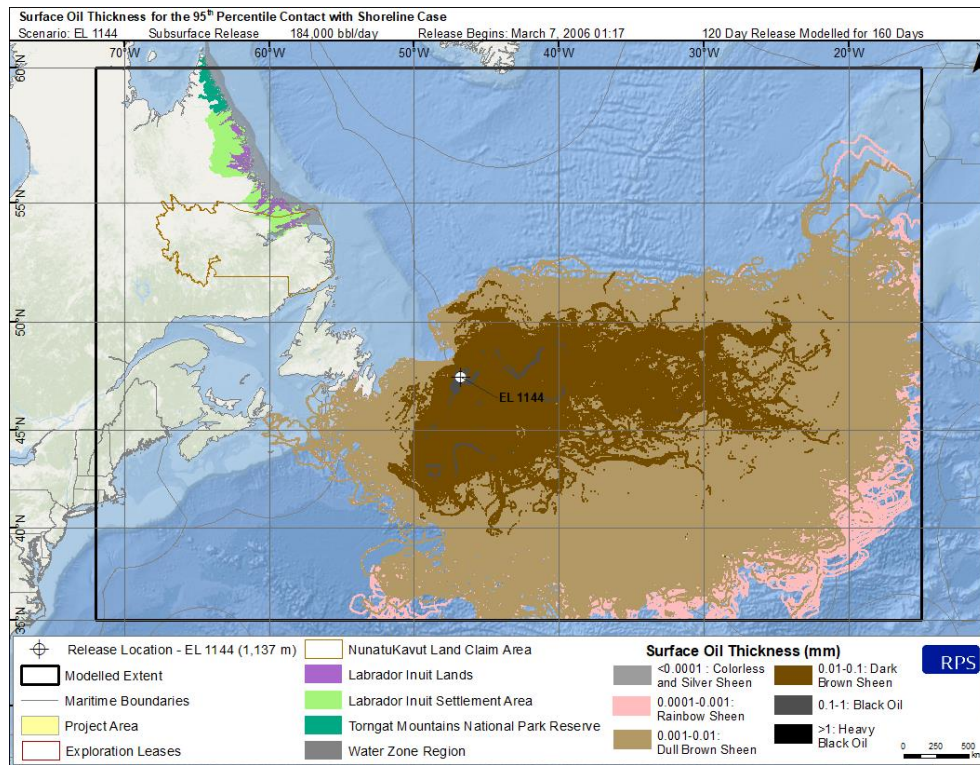 Surface Oil Thickness for the 95th Percentile Contact with Shoreline Case
Scenario: EL 1144 Subsurface Release 184,000 bbl/day Release Begins: March 7, 2006 01:17 120 Day Release Modelled for 160 Days
70°W 60°W 50°W 40°W 30°W 20°W
60°N
55°N
50°N
EL 1144
45°N
40°N
35°N
Release Location - EL 1144 (1,137 m)
Modelled Extent
Maritime Boundaries
Project Area
Exploration Leases
NunatuKavut Land Claim Area
Labrador Inuit Lands
Labrador Inuit Settlement Area
Torngat Mountains National Park Reserve
Water Zone Region
Surface Oil Thickness (mm)
<0.0001 : Colorless
and Silver Sheen
0.0001-0.001:
Rainbow Sheen
0.001-0.01:
Dull Brown Sheen
0.01-0.1: Dark
Brown Sheen
0.1-1: Black Oil
>1: Heavy
Black Oil
RPS
0 250 500
km